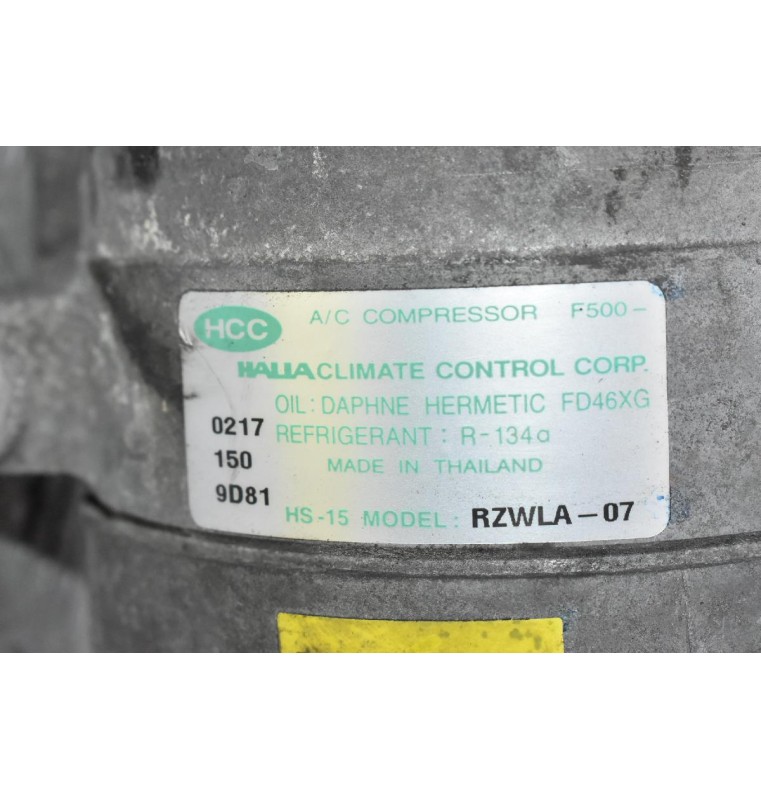 HCC A/C COMPRESSOR F500-
HALLA CLIMATE CONTROL CORP.
OIL: DAPHNE HERMETIC FD46XG
0217 REFRIGERANT: R-134a
150 MADE IN THAILAND
9D81
HS-15 MODEL: RZWLA-07